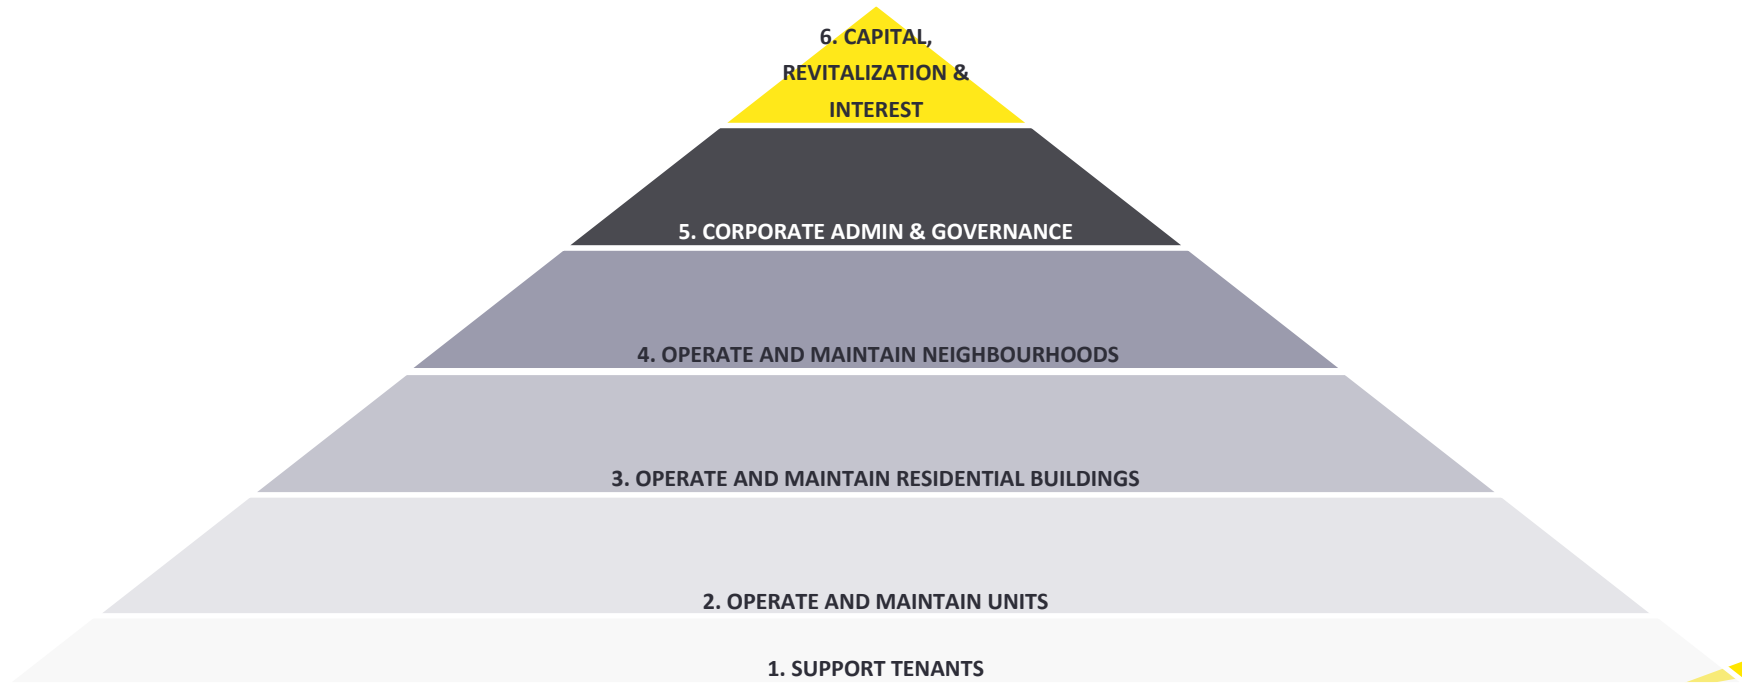 6. CAPITAL,
REVITALIZATION &
INTEREST
5. CORPORATE ADMIN & GOVERNANCE
4. OPERATE AND MAINTAIN NEIGHBOURHOODS
3. OPERATE AND MAINTAIN RESIDENTIAL BUILDINGS
2. OPERATE AND MAINTAIN UNITS
1. SUPPORT TENANTS